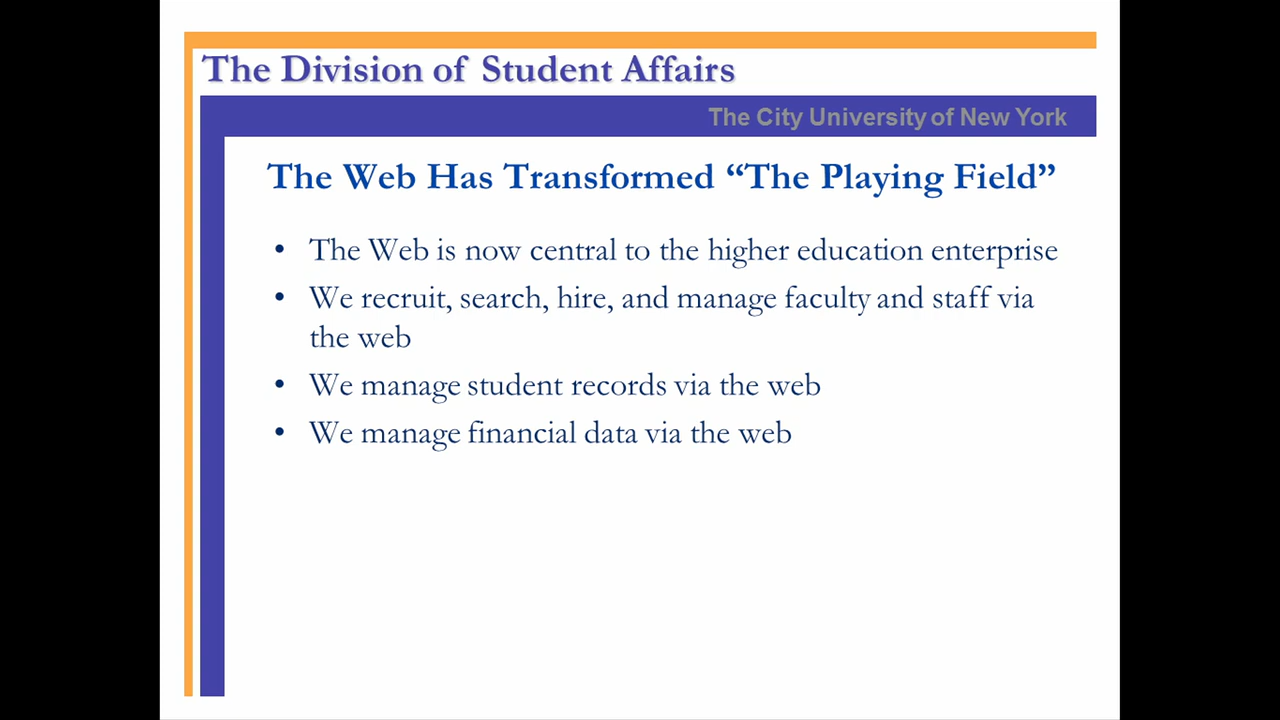 The Division of Student Affairs
The City University of New York
The Web Has Transformed “The Playing Field”
• The Web is now central to the higher education enterprise
• We recruit, search, hire, and manage faculty and staff via
the web
• We manage student records via the web
• We manage financial data via the web